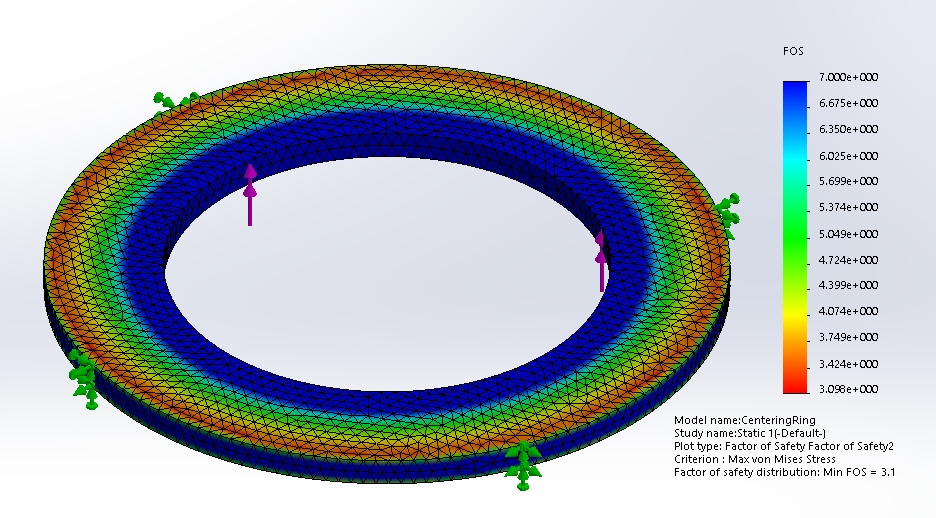 FOS
7.000e+000
6.675e+000
6.350e+000
6.025e+000
5.699e+000
5.374e+000
5.049e+000
4.724e+000
4.399e+000
4.074e+000
3.749e+000
3.424e+000
3.098e+000
Model name:CenteringRing
Study name:Static 1(-Default-)
Plot type: Factor of Safety Factor of Safety2
Criterion : Max von Mises Stress
Factor of safety distribution: Min FOS = 3.1